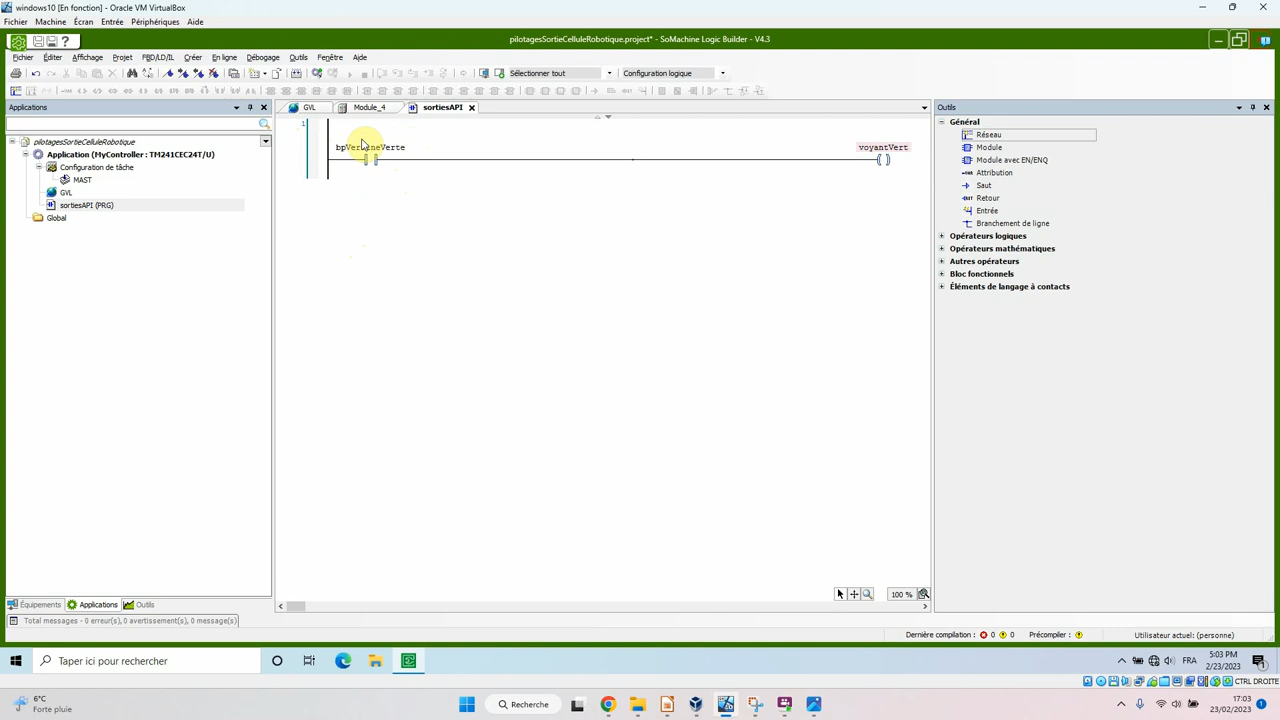 windows10 [En fonction] - Oracle VM VirtualBox
Fichier Machine Écran Entrée Périphériques Aide
pilotagesSortieCelluleRobotique.project* - SoMachine Logic Builder - V4.3
Fichier Éditer Affichage Projet FBD/LD/IL Créer En ligne Débogage Outils Fenêtre Aide
Sélectionner tout Configuration logique
Applications
GVL Module_4 sortiesAPI
Outils
pilotagesSortieCelluleRobotique
Application (MyController : TM241CEC24T/U)
Configuration de tâche
MAST
GVL
sortiesAPI (PRG)
Global
1
voyantVert
Général
Réseau
Module
Module avec EN/ENQ
Attribution
Saut
Retour
Entrée
Branchement de ligne
Opérateurs logiques
Opérateurs mathématiques
Autres opérateurs
Bloc fonctionnels
Éléments de langage à contacts
100 %
Équipements Applications Outils
Total messages - 0 erreur(s), 0 avertissement(s), 0 message(s)
Dernière compilation : 0 0 Précompiler : Utilisateur actuel: (personne)
Taper ici pour rechercher
FRA
5:03 PM
2/23/2023
CTRL DROITE
6°C
Forte pluie
Rechercher
17:03
23/02/2023